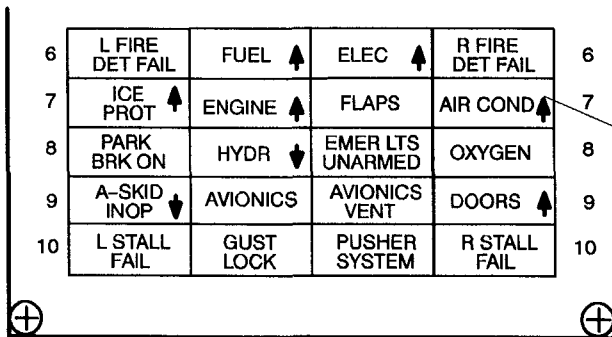 6 L FIRE DET FAIL FUEL ELEC R FIRE DET FAIL 6
7 ICE PROT ENGINE FLAPS AIR COND 7
8 PARK BRK ON HYDR EMER LTS UNARMED OXYGEN 8
9 A-SKID INOP AVIONICS AVIONICS VENT DOORS 9
10 L STALL FAIL GUST LOCK PUSHER SYSTEM R STALL FAIL 10